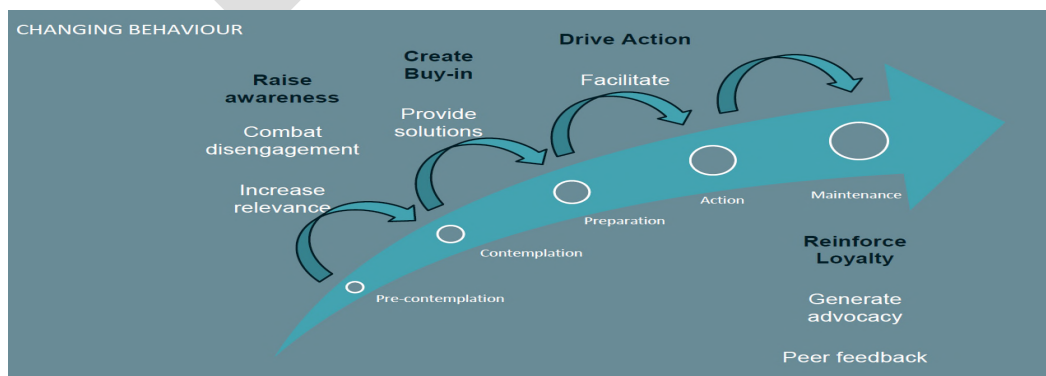 CHANGING BEHAVIOUR
Raise
awareness
Combat
disengagement
Increase
relevance
Create
Buy-in
Provide
solutions
Drive Action
Facilitate
Pre-contemplation
Contemplation
Preparation
Action
Maintenance
Reinforce
Loyalty
Generate
advocacy
Peer feedback